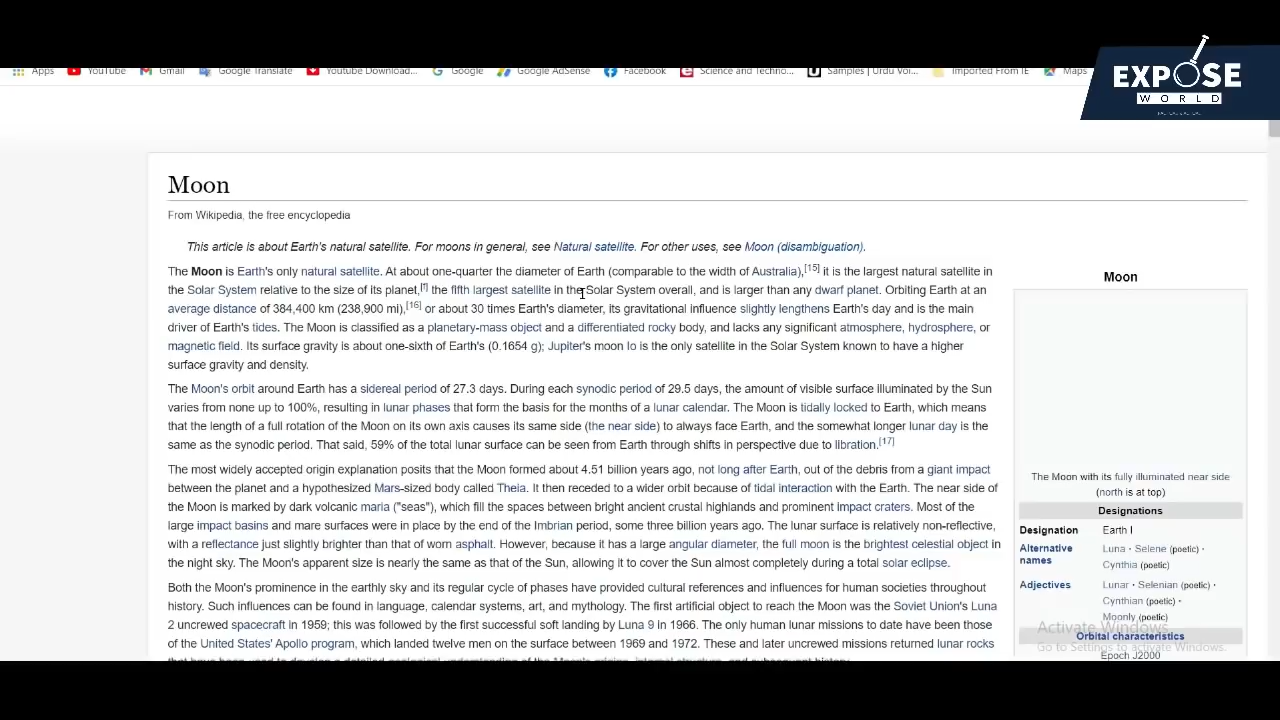 Apps YouTube Gmail Google Translate Youtube Download... Google Google AdSense Facebook Science and Techno... Samples | Urdu Voi... Imported From IE Maps
EXPOSE
WORLD
Moon
From Wikipedia, the free encyclopedia
This article is about Earth's natural satellite. For moons in general, see Natural satellite. For other uses, see Moon (disambiguation).
The Moon is Earth's only natural satellite. At about one-quarter the diameter of Earth (comparable to the width of Australia),[15] it is the largest natural satellite in
the Solar System relative to the size of its planet,[f] the fifth largest satellite in the Solar System overall, and is larger than any dwarf planet. Orbiting Earth at an
average distance of 384,400 km (238,900 mi),[16] or about 30 times Earth's diameter, its gravitational influence slightly lengthens Earth's day and is the main
driver of Earth's tides. The Moon is classified as a planetary-mass object and a differentiated rocky body, and lacks any significant atmosphere, hydrosphere, or
magnetic field. Its surface gravity is about one-sixth of Earth's (0.1654 g); Jupiter's moon Io is the only satellite in the Solar System known to have a higher
surface gravity and density.
The Moon's orbit around Earth has a sidereal period of 27.3 days. During each synodic period of 29.5 days, the amount of visible surface illuminated by the Sun
varies from none up to 100%, resulting in lunar phases that form the basis for the months of a lunar calendar. The Moon is tidally locked to Earth, which means
that the length of a full rotation of the Moon on its own axis causes its same side (the near side) to always face Earth, and the somewhat longer lunar day is the
same as the synodic period. That said, 59% of the total lunar surface can be seen from Earth through shifts in perspective due to libration.[17]
The most widely accepted origin explanation posits that the Moon formed about 4.51 billion years ago, not long after Earth, out of the debris from a giant impact
between the planet and a hypothesized Mars-sized body called Theia. It then receded to a wider orbit because of tidal interaction with the Earth. The near side of
the Moon is marked by dark volcanic maria ("seas"), which fill the spaces between bright ancient crustal highlands and prominent impact craters. Most of the
large impact basins and mare surfaces were in place by the end of the Imbrian period, some three billion years ago. The lunar surface is relatively non-reflective,
with a reflectance just slightly brighter than that of worn asphalt. However, because it has a large angular diameter, the full moon is the brightest celestial object in
the night sky. The Moon's apparent size is nearly the same as that of the Sun, allowing it to cover the Sun almost completely during a total solar eclipse.
Both the Moon's prominence in the earthly sky and its regular cycle of phases have provided cultural references and influences for human societies throughout
history. Such influences can be found in language, calendar systems, art, and mythology. The first artificial object to reach the Moon was the Soviet Union's Luna
2 uncrewed spacecraft in 1959; this was followed by the first successful soft landing by Luna 9 in 1966. The only human lunar missions to date have been those
of the United States' Apollo program, which landed twelve men on the surface between 1969 and 1972. These and later uncrewed missions returned lunar rocks
that have been used to develop a detailed geological understanding of the Moon's origins, internal structure, and subsequent history.
Moon
The Moon with its fully illuminated near side
(north is at top)
Designations
Designation Earth I
Alternative names Luna · Selene (poetic) ·
Cynthia (poetic)
Adjectives Lunar · Selenian (poetic) ·
Cynthian (poetic) ·
Moonly (poetic)
Orbital characteristics
Epoch J2000
Activate Windows
Go to Settings to activate Windows.